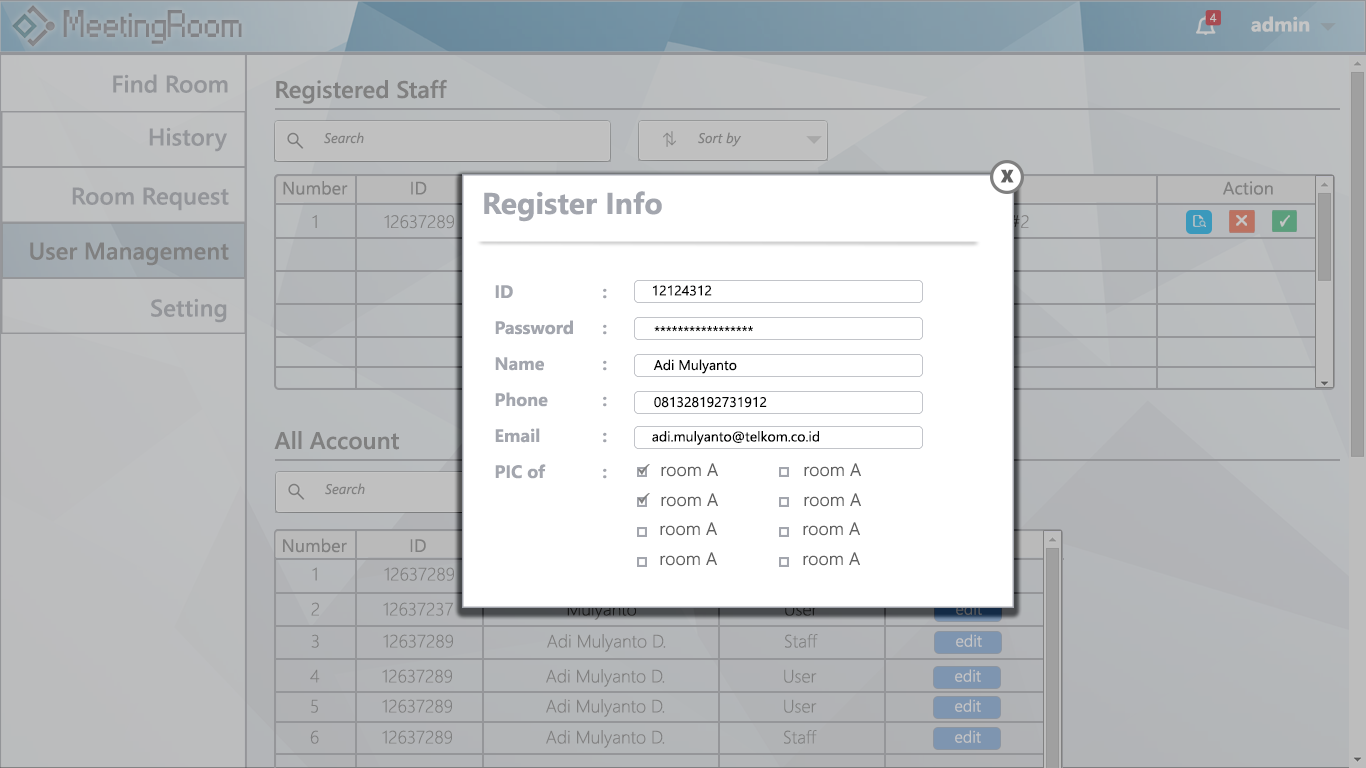 MeetingRoom
4
admin
Find Room
History
Room Request
User Management
Setting
Registered Staff
Search
Sort by
Number ID Action
1 12637289 #2
X
Register Info
ID : 12124312
Password : *****************
Name : Adi Mulyanto
Phone : 081328192731912
Email : adi.mulyanto@telkom.co.id
PIC of : room A room A
room A room A
room A room A
room A room A
All Account
Search
Number ID
1 12637289
2 12637237 Mulyanto User edit
3 12637289 Adi Mulyanto D. Staff edit
4 12637289 Adi Mulyanto D. User edit
5 12637289 Adi Mulyanto D. User edit
6 12637289 Adi Mulyanto D. Staff edit